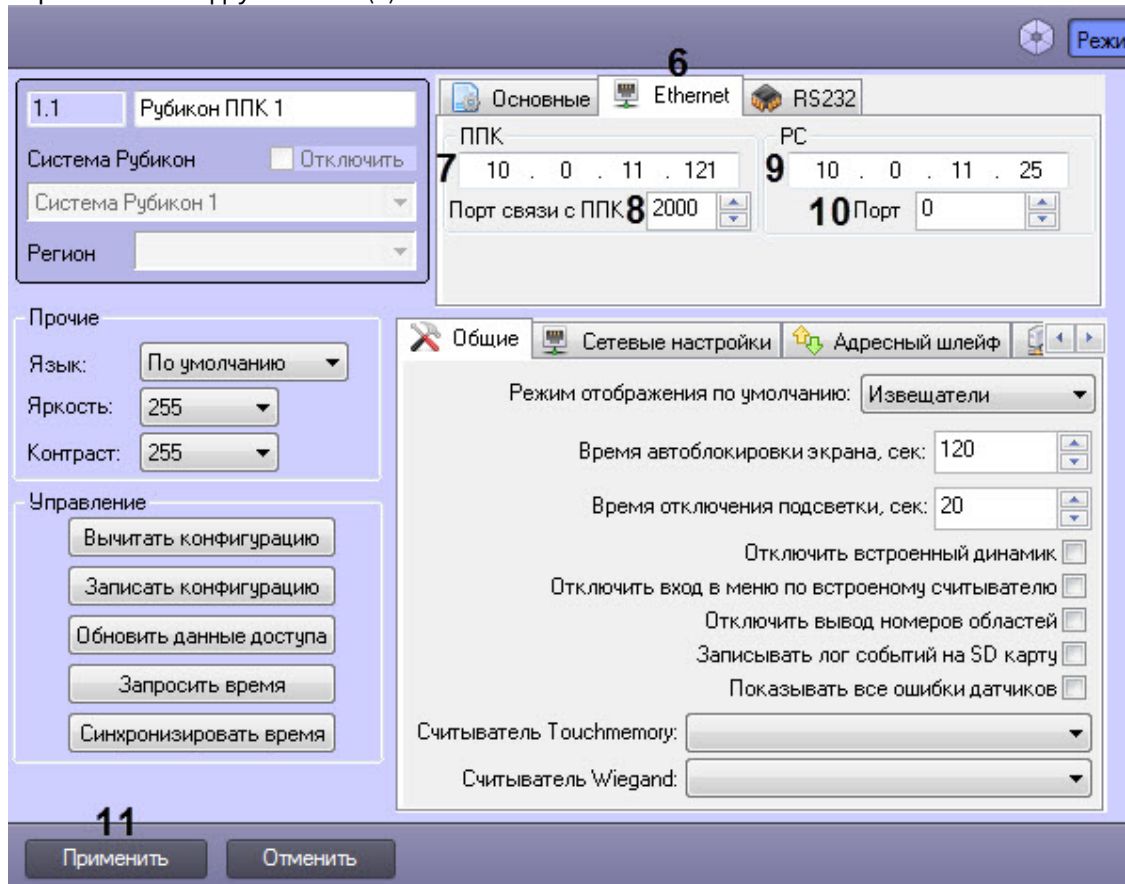 Режи
6
1.1 Рубикон ППК 1
Система Рубикон Отключить
Система Рубикон 1
Регион
Основные Ethernet RS232
ППК PC
7 10 . 0 . 11 . 121 9 10 . 0 . 11 . 25
Порт связи с ППК 8 2000 10 Порт 0
Прочие
Язык: По умолчанию
Яркость: 255
Контраст: 255
Управление
Вычитать конфигурацию
Записать конфигурацию
Обновить данные доступа
Запросить время
Синхронизировать время
Общие Сетевые настройки Адресный шлейф
Режим отображения по умолчанию: Извещатели
Время автоблокировки экрана, сек: 120
Время отключения подсветки, сек: 20
Отключить встроенный динамик
Отключить вход в меню по встроеному считывателю
Отключить вывод номеров областей
Записывать лог событий на SD карту
Показывать все ошибки датчиков
Считыватель Touchmemory:
Считыватель Wiegand:
11
Применить Отменить